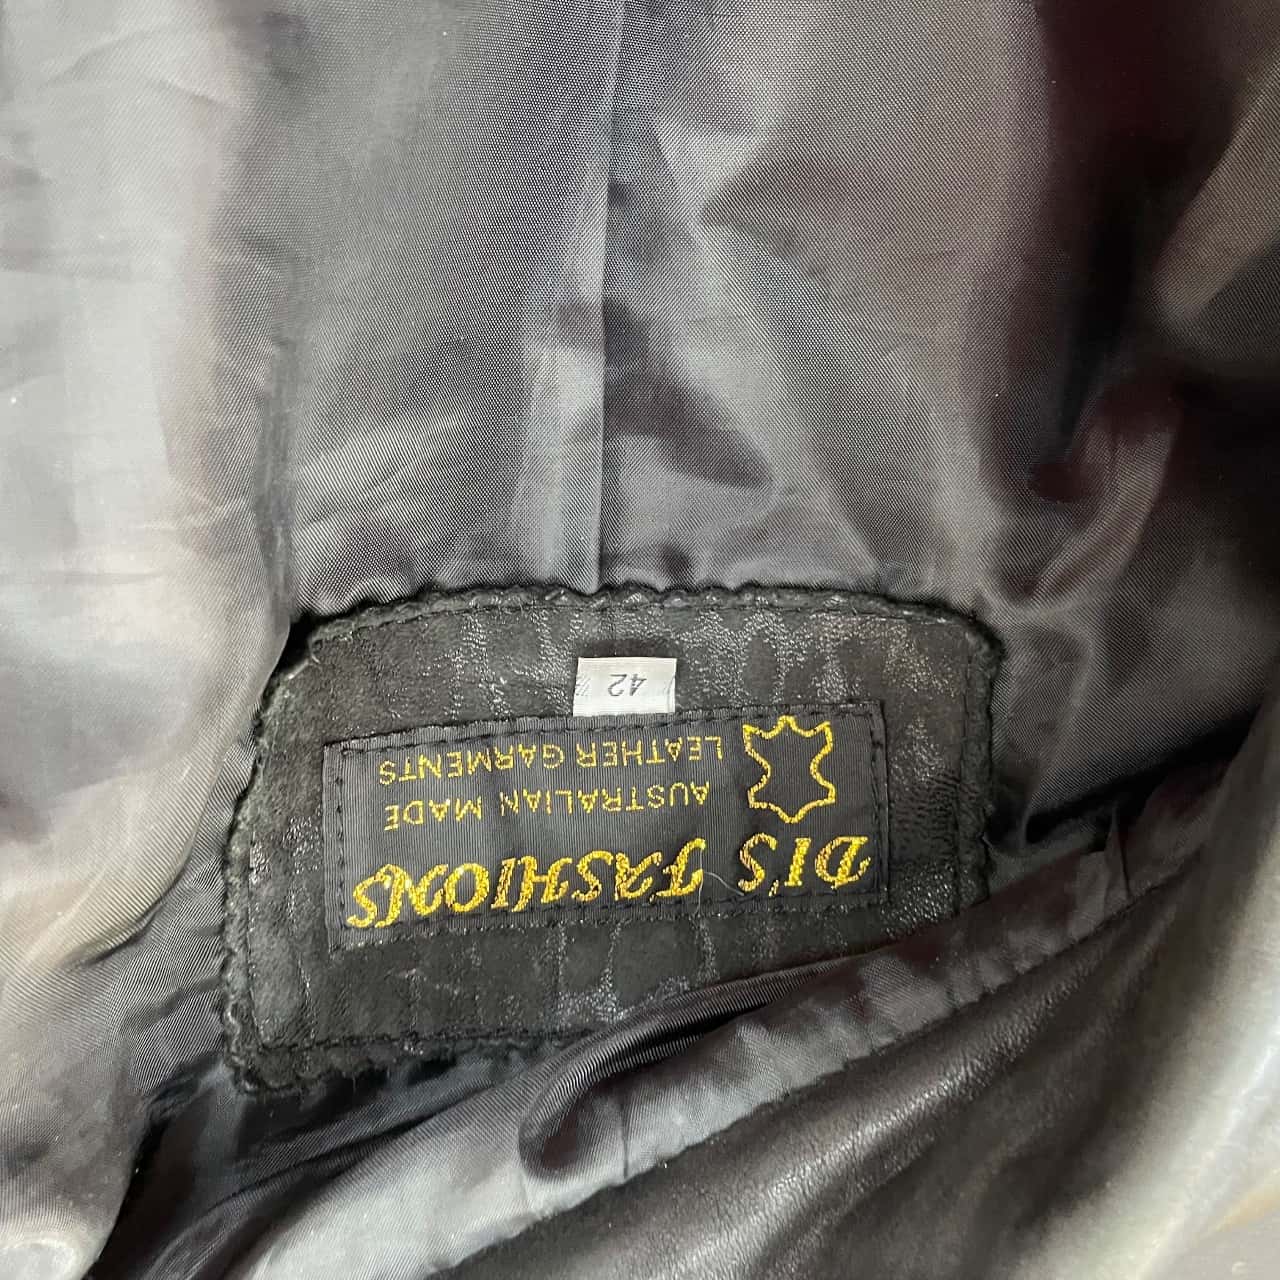 DI'S FASHIONS
AUSTRALIAN MADE
LEATHER GARMENTS
42